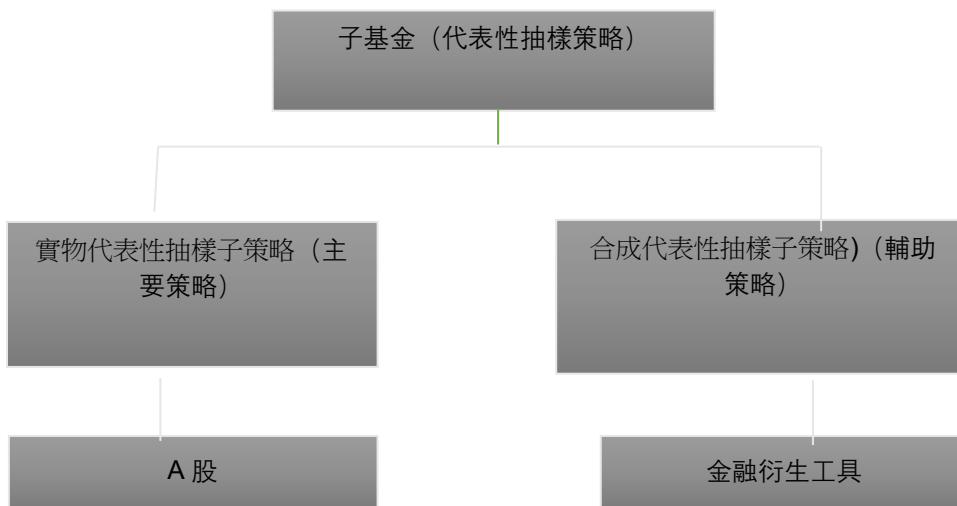 子基金（代表性抽樣策略）
實物代表性抽樣子策略（主
要策略）
合成代表性抽樣子策略)（輔助
策略）
A 股
金融衍生工具